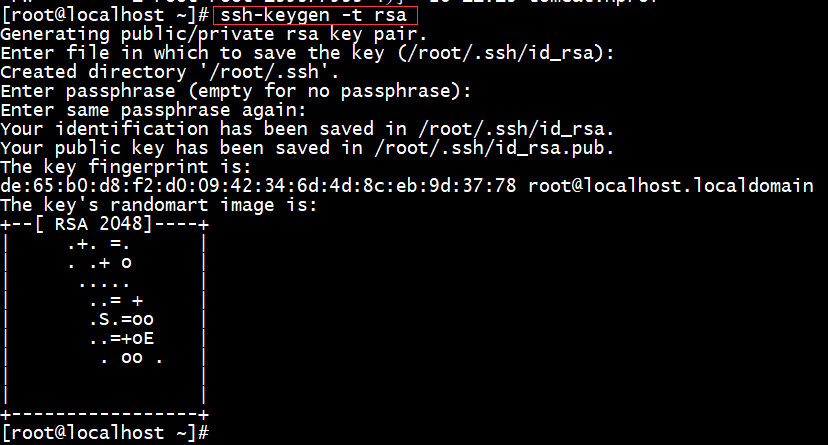 [root@localhost ~]# ssh-keygen -t rsa
Generating public/private rsa key pair.
Enter file in which to save the key (/root/.ssh/id_rsa):
Created directory '/root/.ssh'.
Enter passphrase (empty for no passphrase):
Enter same passphrase again:
Your identification has been saved in /root/.ssh/id_rsa.
Your public key has been saved in /root/.ssh/id_rsa.pub.
The key fingerprint is:
de:65:b0:d8:f2:d0:09:42:34:6d:4d:8c:eb:9d:37:78 root@localhost.localdomain
The key's randomart image is:
+--[ RSA 2048]----+
|     .+. =.      |
|     . .+ o      |
|      .....      |
|       ..= +     |
|       .S.=oo    |
|       ..=+oE    |
|        . oo .   |
|                 |
|                 |
+-----------------+
[root@localhost ~]#